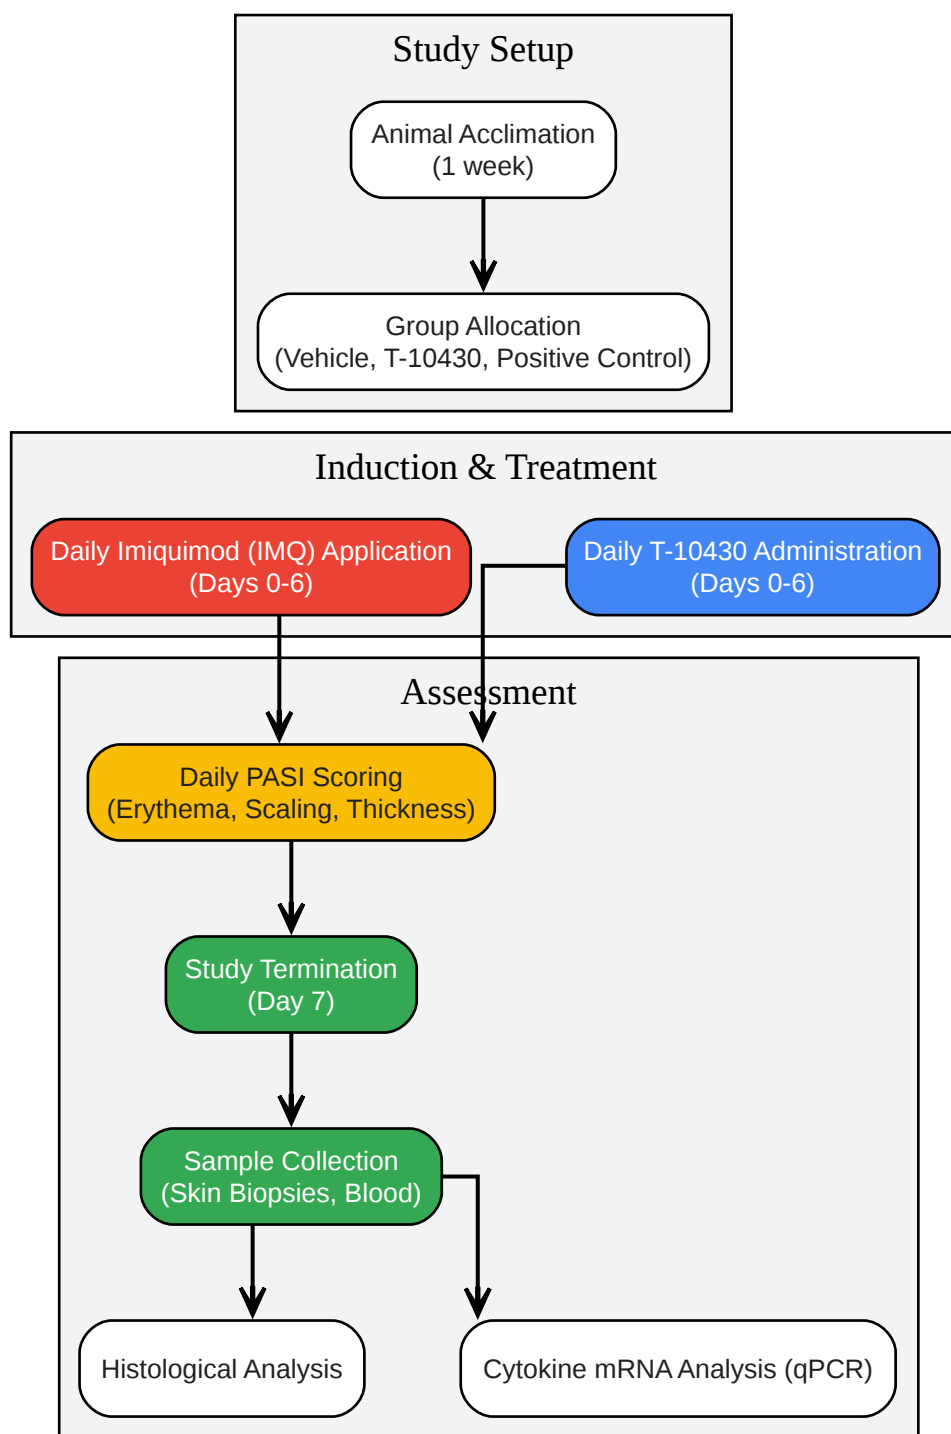 Study Setup
Animal Acclimation
(1 week)
Group Allocation
(Vehicle, T-10430, Positive Control)
Induction & Treatment
Daily Imiquimod (IMQ) Application
(Days 0-6)
Daily T-10430 Administration
(Days 0-6)
Assessment
Daily PASI Scoring
(Erythema, Scaling, Thickness)
Study Termination
(Day 7)
Sample Collection
(Skin Biopsies, Blood)
Histological Analysis
Cytokine mRNA Analysis (qPCR)